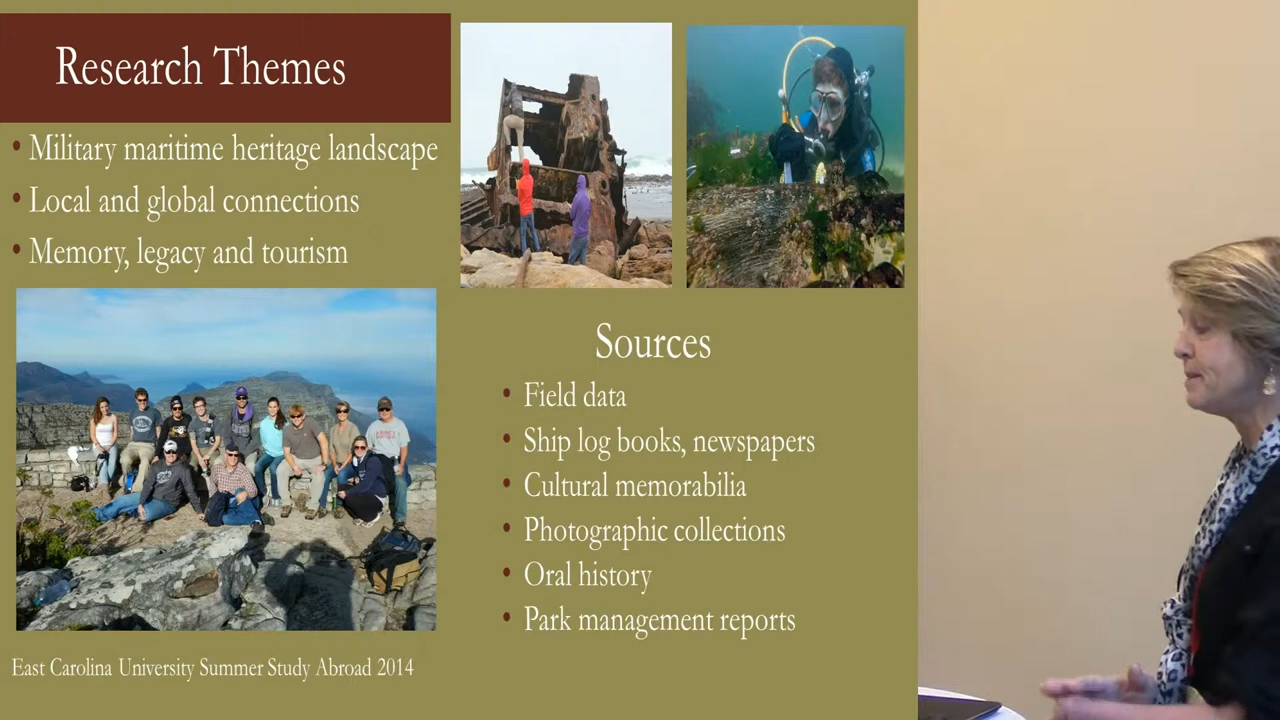 Research Themes
• Military maritime heritage landscape
• Local and global connections
• Memory, legacy and tourism
Sources
• Field data
• Ship log books, newspapers
• Cultural memorabilia
• Photographic collections
• Oral history
• Park management reports
East Carolina University Summer Study Abroad 2014